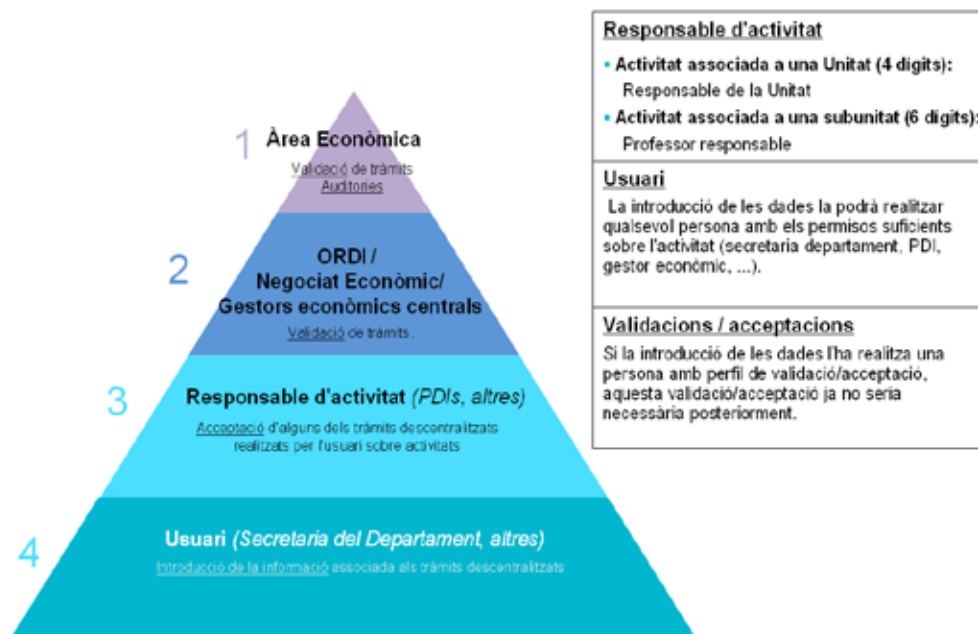 1
Àrea Econòmica
Validació de tràmits
Auditories
2
ORDI /
Negociat Econòmic/
Gestors econòmics centrals
Validació de tràmits.
3
Responsable d'activitat (PDIs, altres)
Acceptació d'alguns dels tràmits descentralitzats
realitzats per l'usuari sobre activitats
4
Usuari (Secretaria del Departament, altres)
Introducció de la informació associada als tràmits descentralitzats
Responsable d'activitat
• Activitat associada a una Unitat (4 dígits):
Responsable de la Unitat
• Activitat associada a una subunitat (6 dígits):
Professor responsable
Usuari
La introducció de les dades la podrà realitzar
qualsevol persona amb els permisos suficients
sobre l'activitat (secretaria departament, PDI,
gestor econòmic, ...).
Validacions / acceptacions
Si la introducció de les dades l'ha realitza una
persona amb perfil de validació/acceptació,
aquesta validació/acceptació ja no seria
necessària posteriorment.